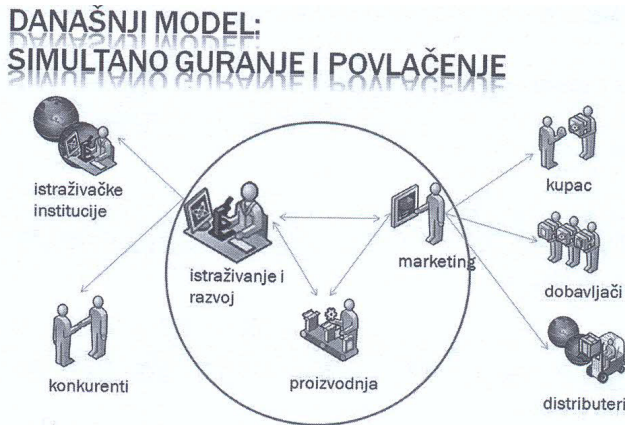 DANAŠNJI MODEL:
SIMULTANO GURANJE I POVLAČENJE
istraživačke
institucije
kupac
istraživanje i
razvoj
marketing
dobavljači
konkurenti
proizvodnja
distributeri